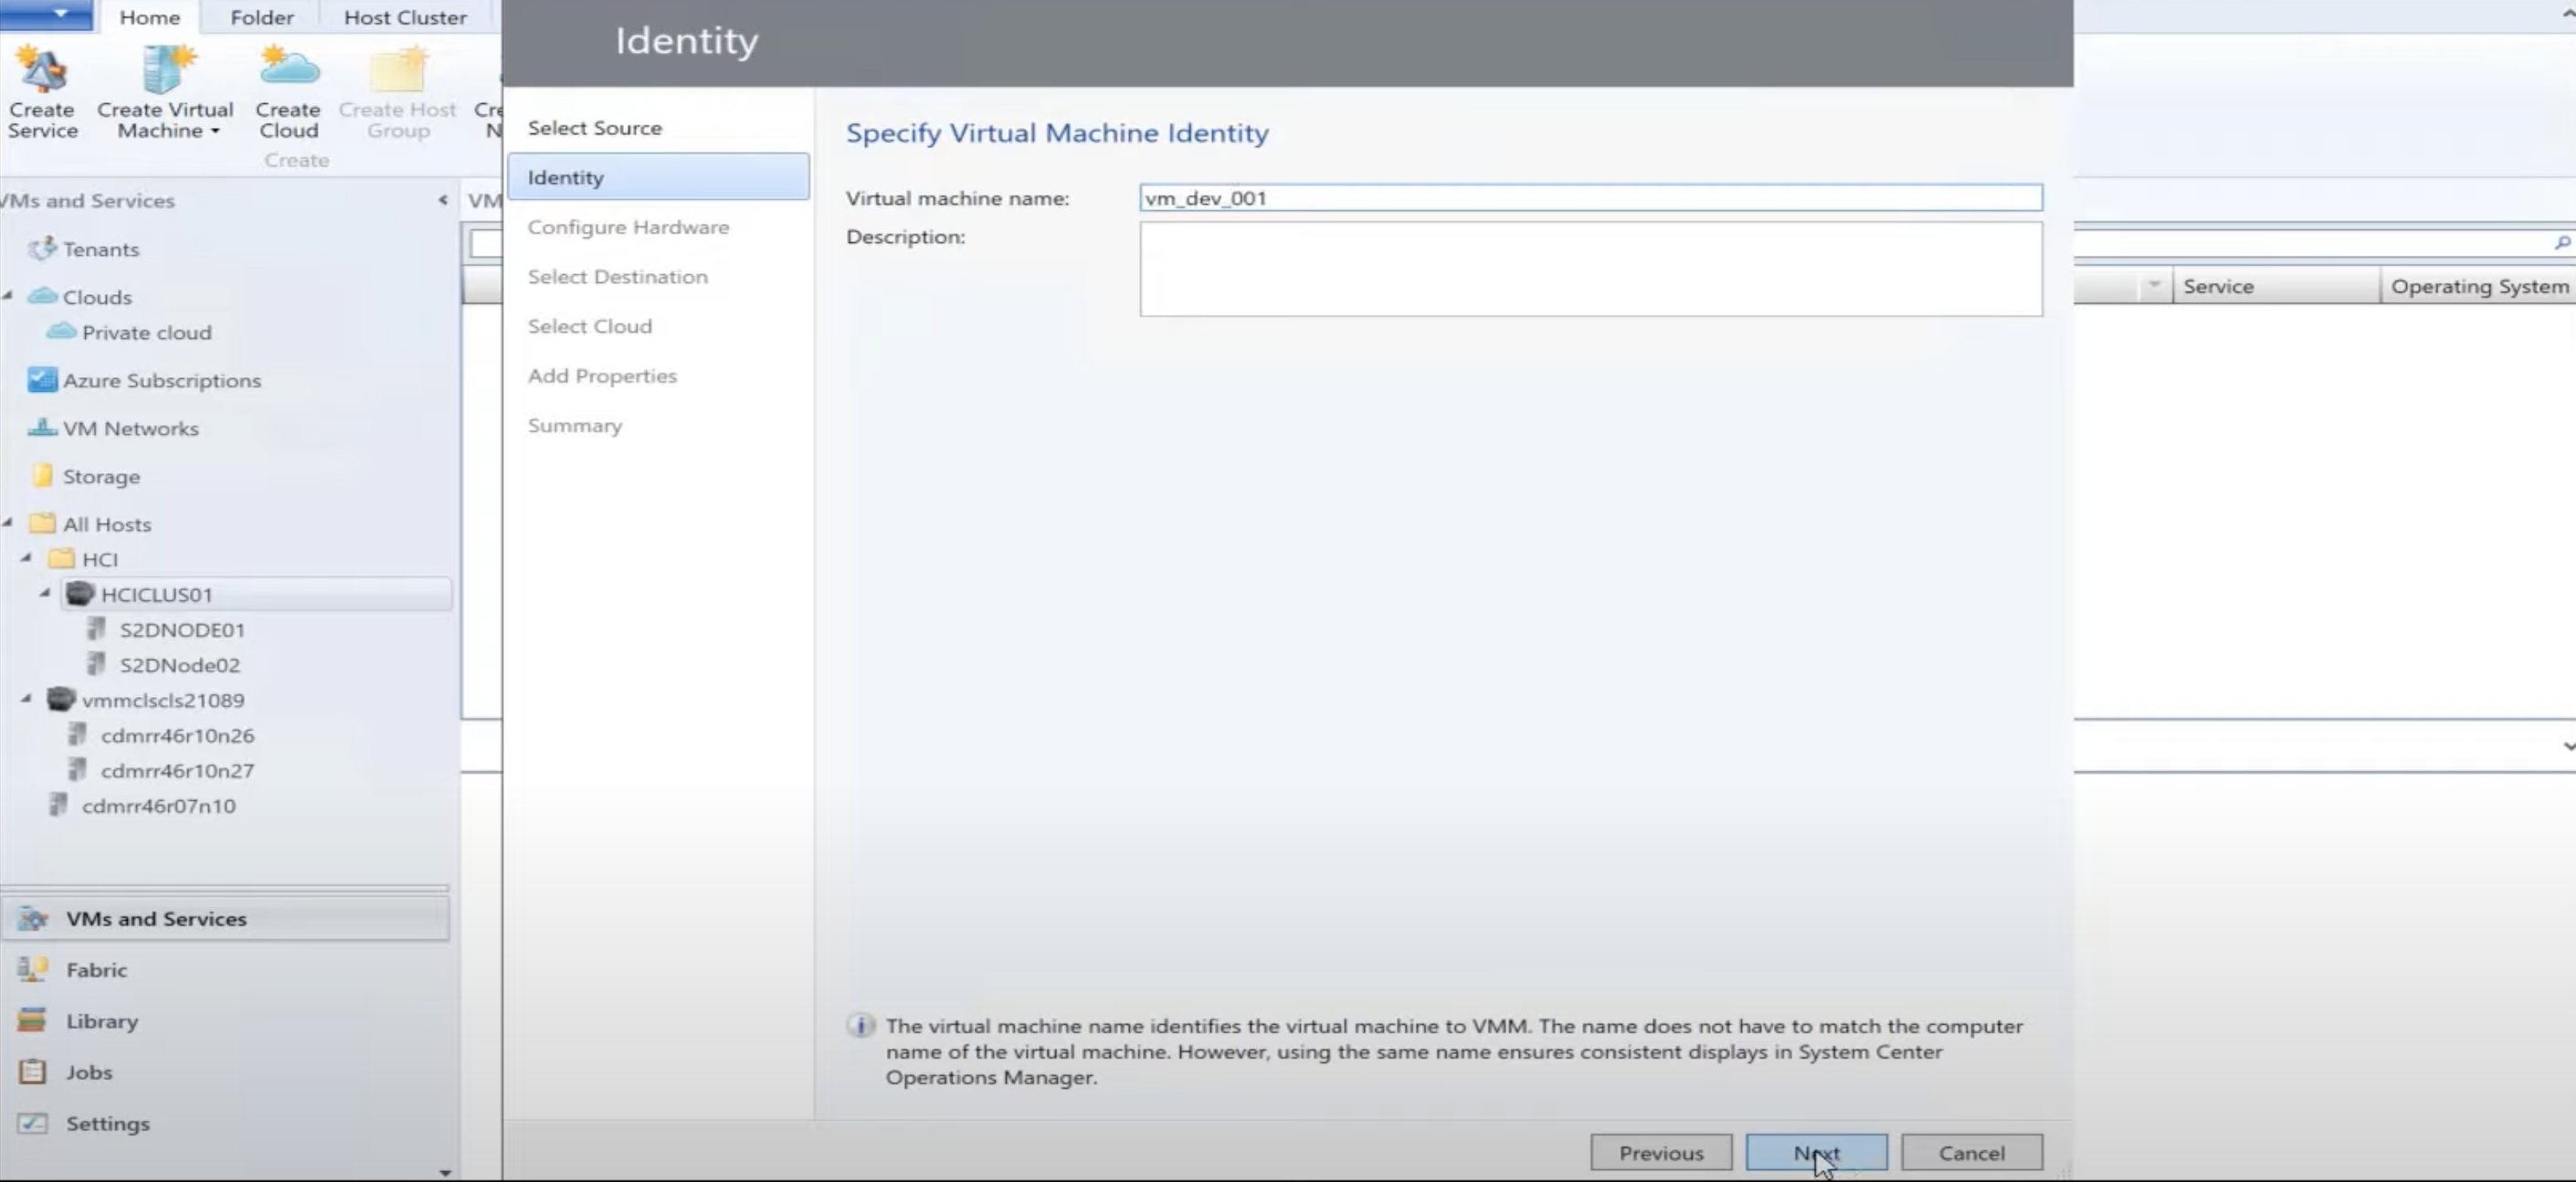 Home
Folder
Host Cluster
Create
Service
Create Virtual
Machine
Create
Cloud
Create Host
Group
Create
VMs and Services
Tenants
Clouds
Private cloud
Azure Subscriptions
VM Networks
Storage
All Hosts
HCI
HCICLUS01
S2DNODE01
S2DNode02
vmmclscls21089
cdmrr46r10n26
cdmrr46r10n27
cdmrr46r07n10
VMs and Services
Fabric
Library
Jobs
Settings
VM
Identity
Select Source
Identity
Configure Hardware
Select Destination
Select Cloud
Add Properties
Summary
Specify Virtual Machine Identity
Virtual machine name:
vm_dev_001
Description:
The virtual machine name identifies the virtual machine to VMM. The name does not have to match the computer
name of the virtual machine. However, using the same name ensures consistent displays in System Center
Operations Manager.
Previous
Next
Cancel
Service
Operating System